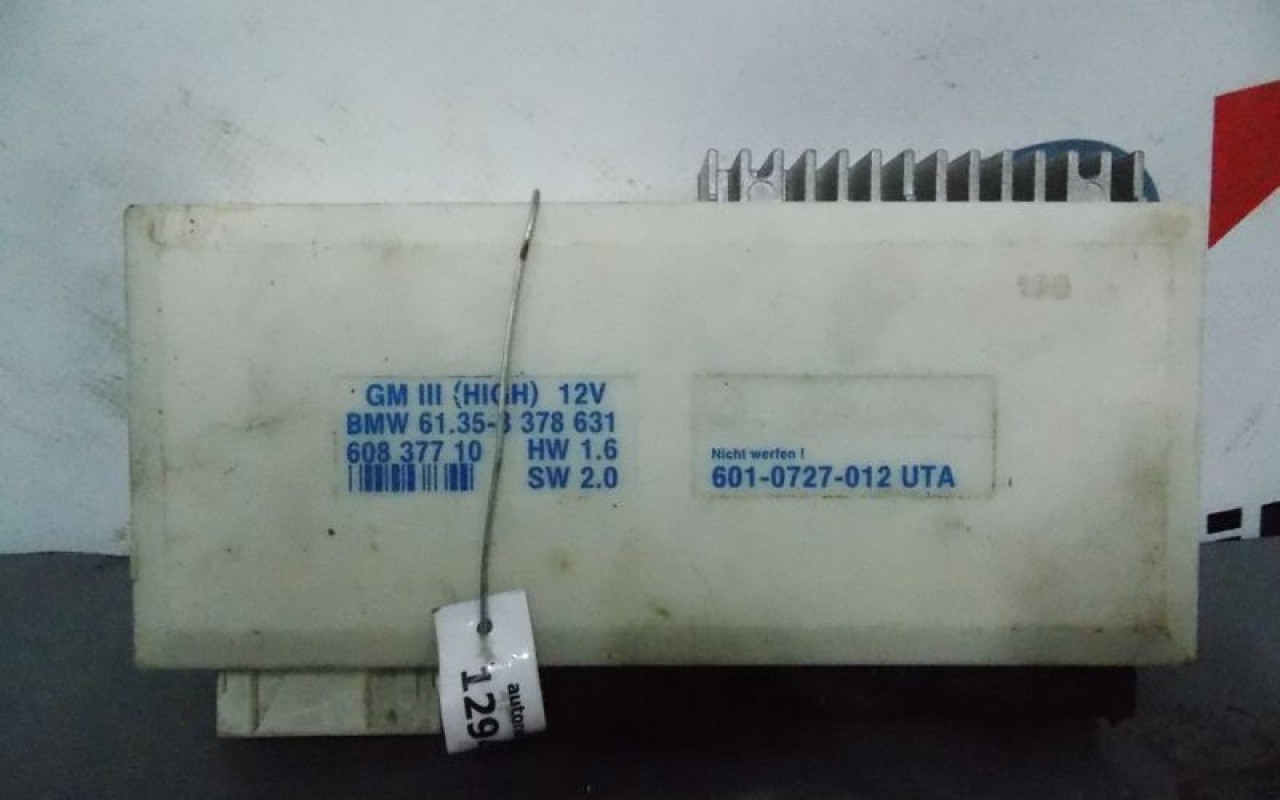 GM III (HIGH) 12V
BMW 61.35-8 378 631
608 377 10 HW 1.6
SW 2.0
Nicht werfen !
601-0727-012 UTA